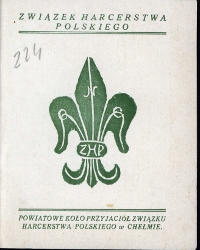 ZWIĄZEK HARCERSTWA
POLSKIEGO
224
ZHP
POWIATOWE KOŁO PRZYJACIÓŁ ZWIĄZKU
HARCERSTWA POLSKIEGO w CHEŁMIE.